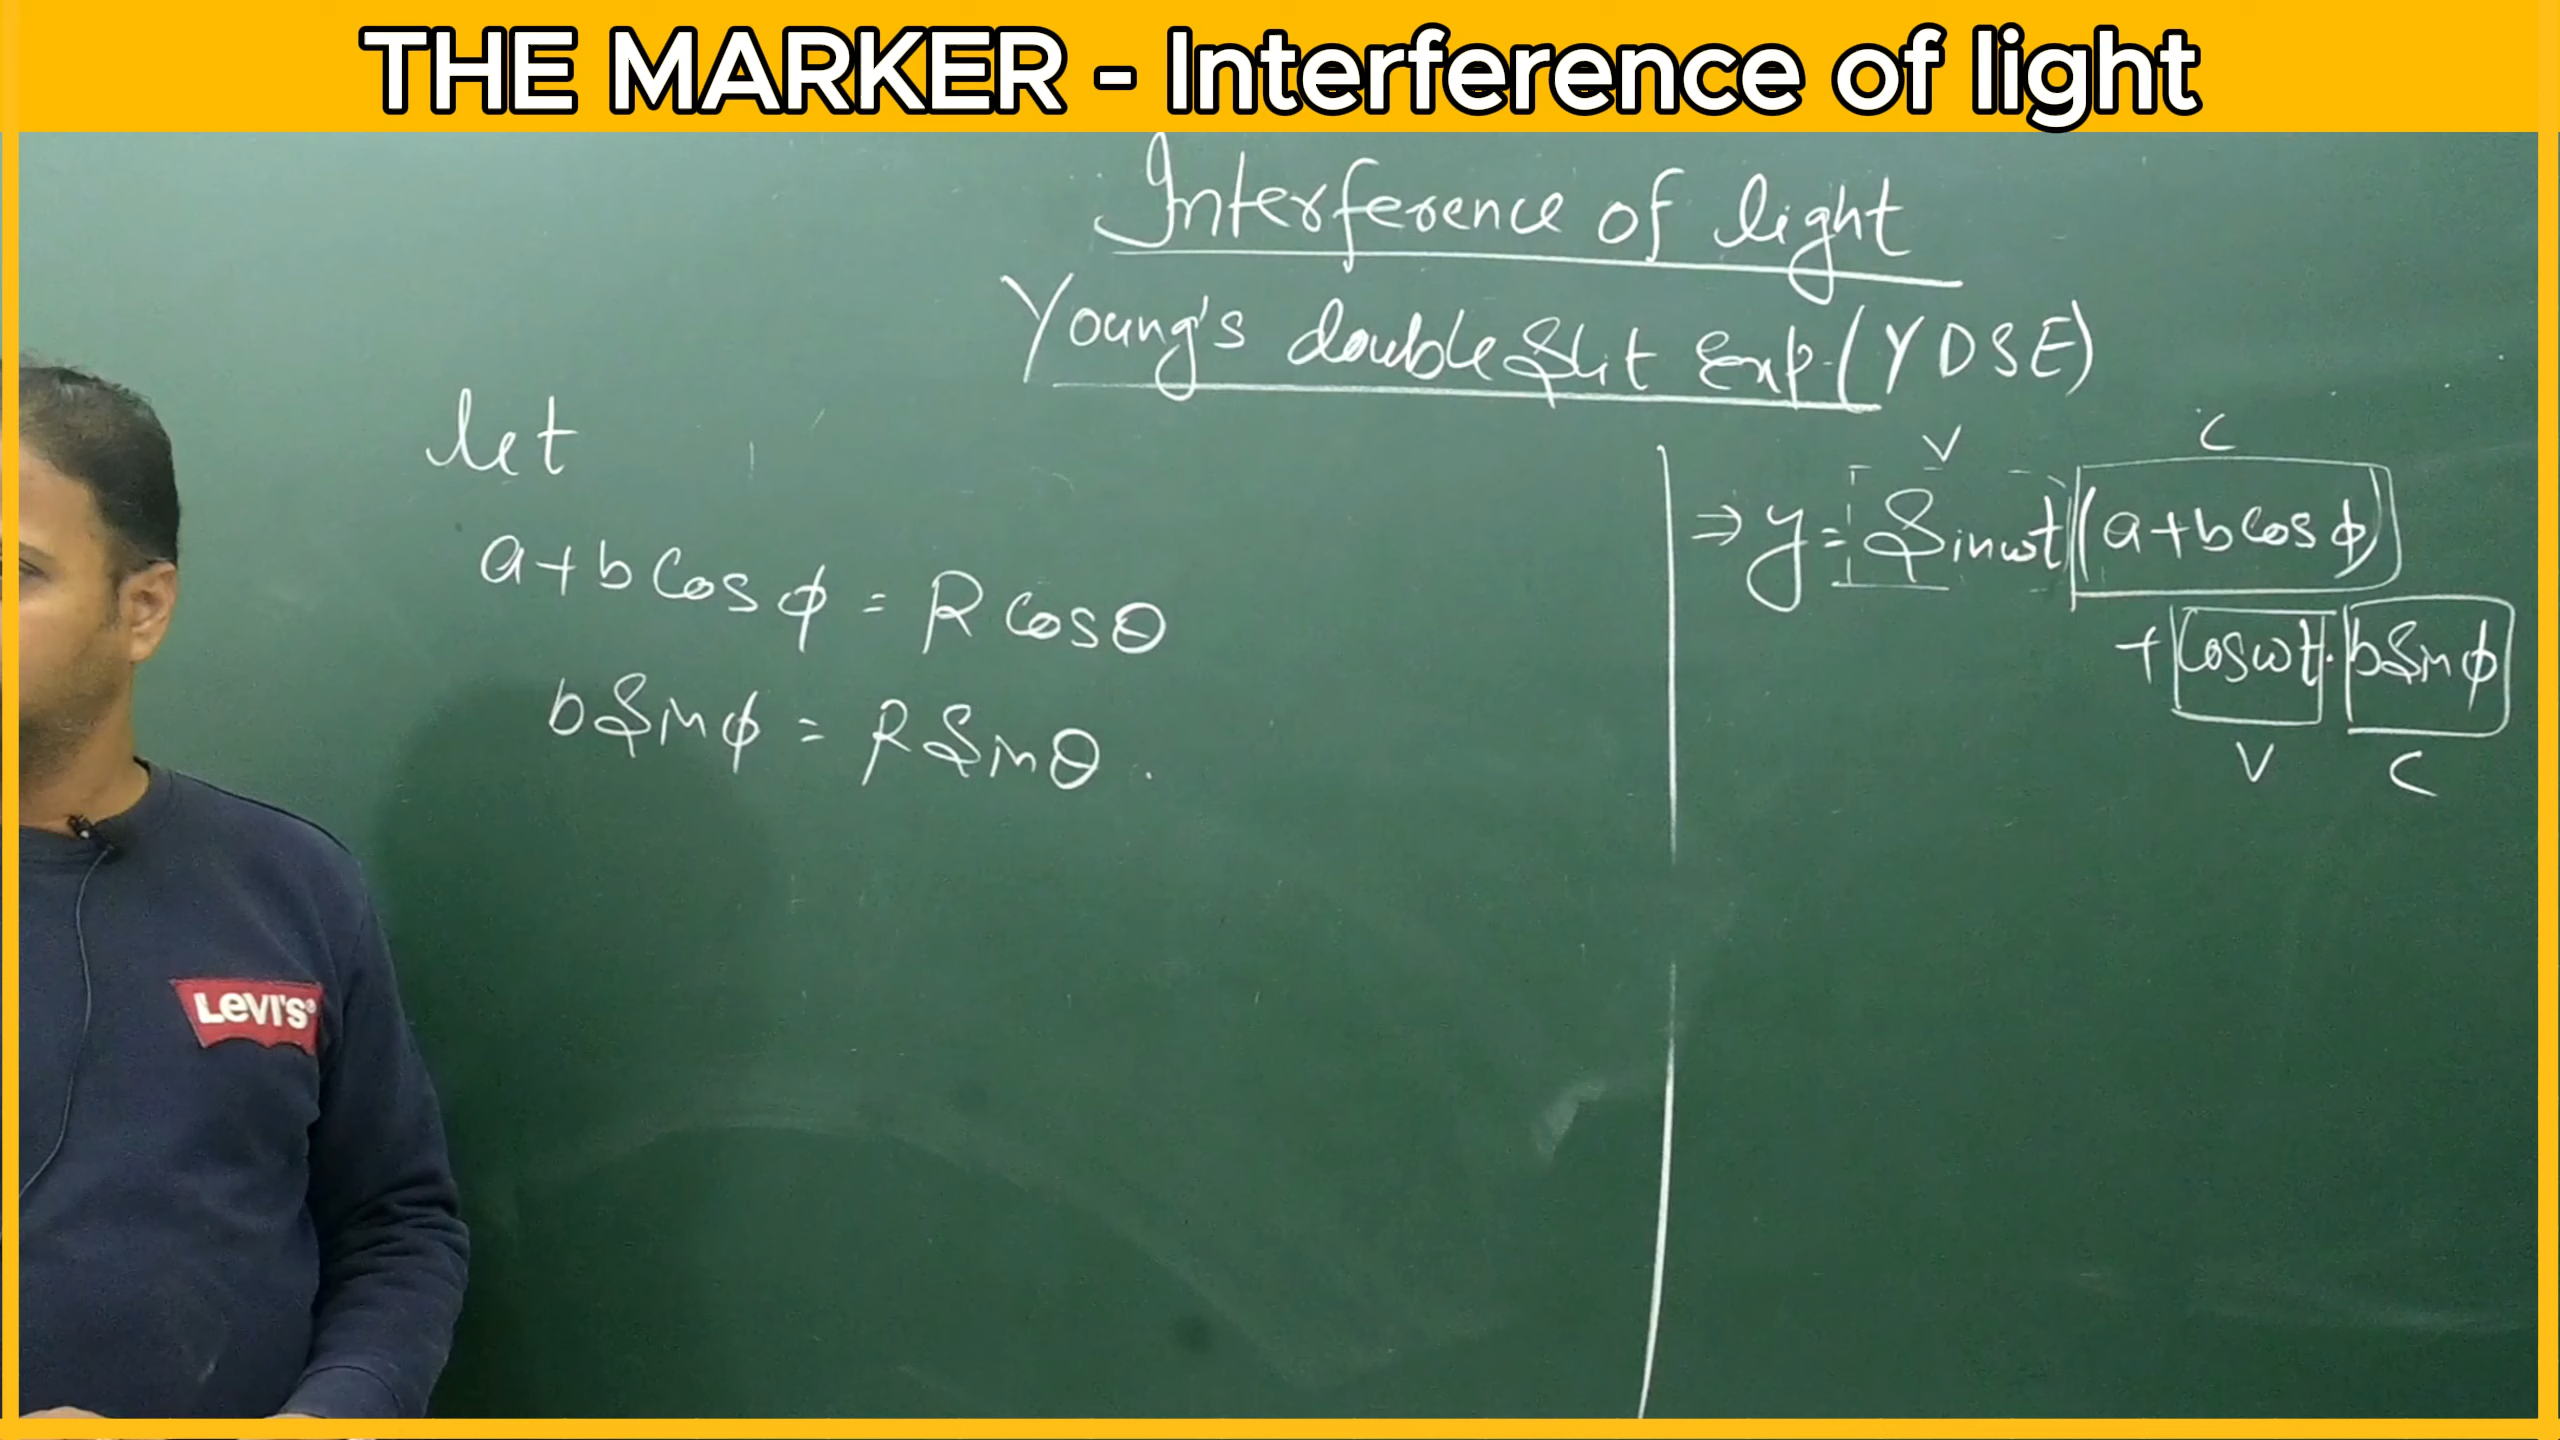 THE MARKER - Interference of light
Interference of light
Young's double Slit Exp. (YDSE)
let
a+b Cos ϕ = R Cos θ
b Sin ϕ = R Sin θ.
V C
⇒ y = Sin ωt (a+b Cos ϕ)
+ Cos ωt . b Sin ϕ
V C
LEVI'S®